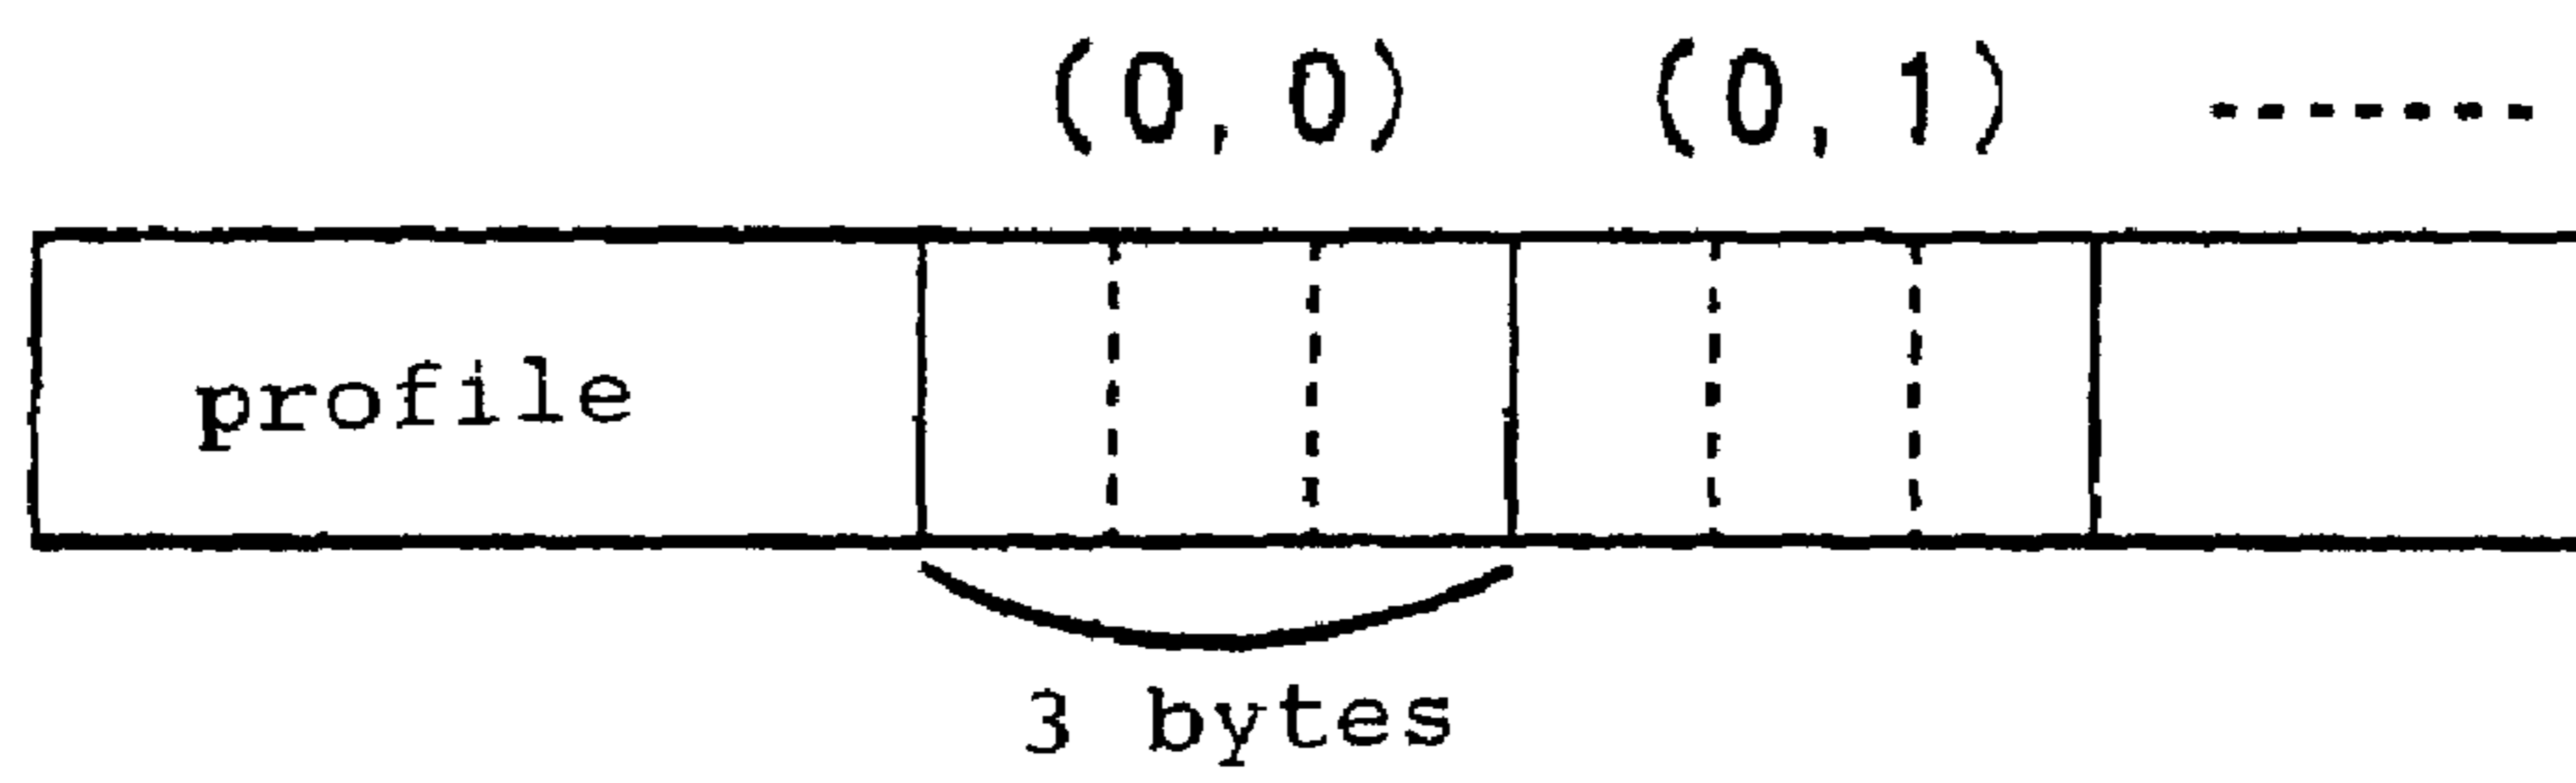 (0,0) (0,1) -------
profile
3 bytes